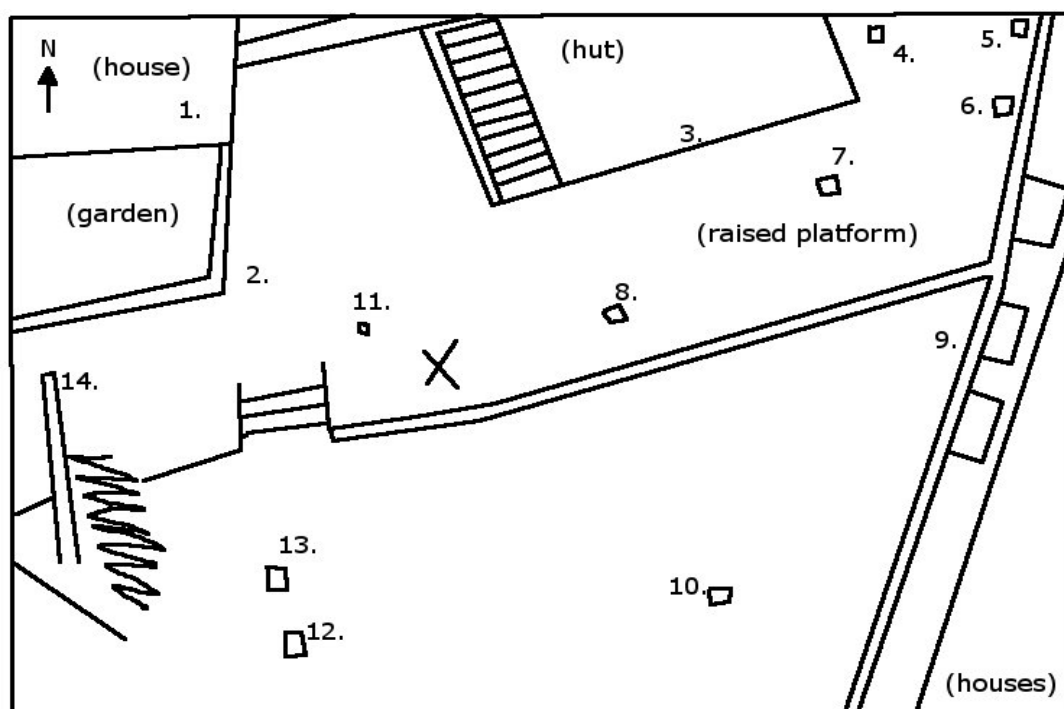 N
(house)
1.
(hut)
3.
4.
5.
6.
7.
(garden)
(raised platform)
2.
11.
8.
9.
14.
13.
10.
12.
(houses)